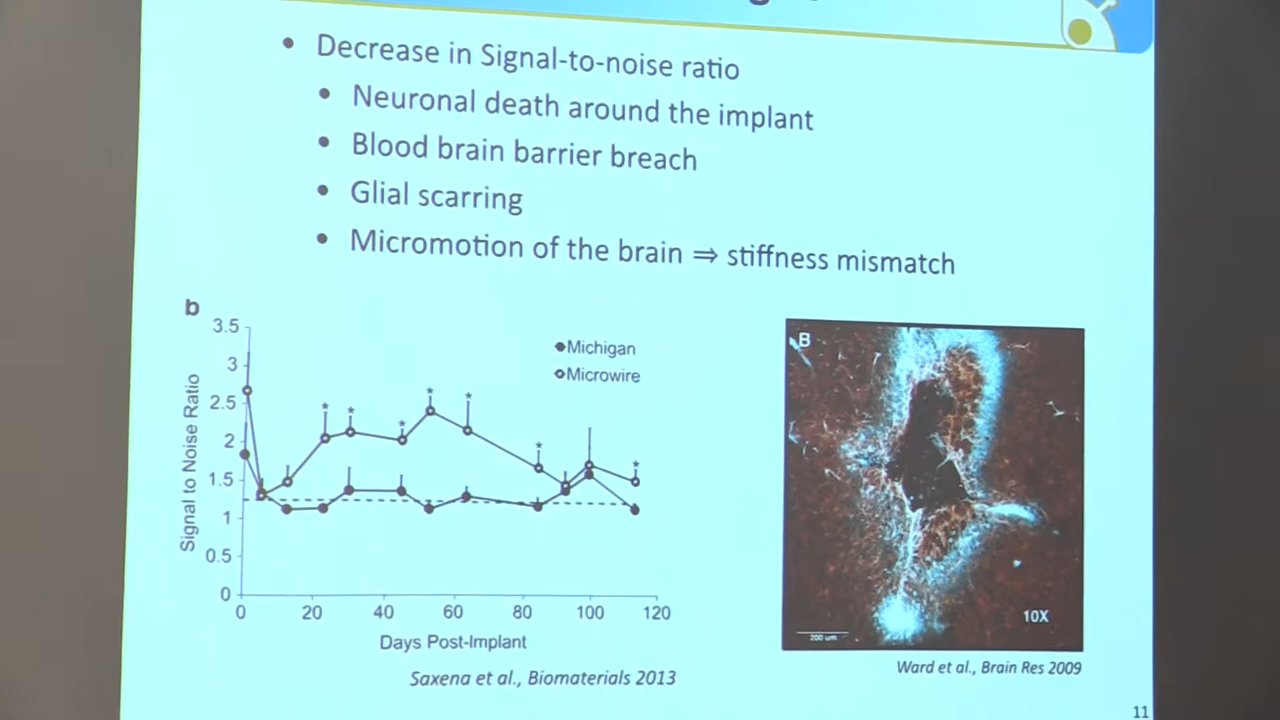 • Decrease in Signal-to-noise ratio
• Neuronal death around the implant
• Blood brain barrier breach
• Glial scarring
• Micromotion of the brain ⇒ stiffness mismatch
b
3.5
3
2.5
2
1.5
1
0.5
0
Signal to Noise Ratio
Michigan
Microwire
* * * * * * * *
0 20 40 60 80 100 120
Days Post-Implant
Saxena et al., Biomaterials 2013
B
10X
200 um
Ward et al., Brain Res 2009
11